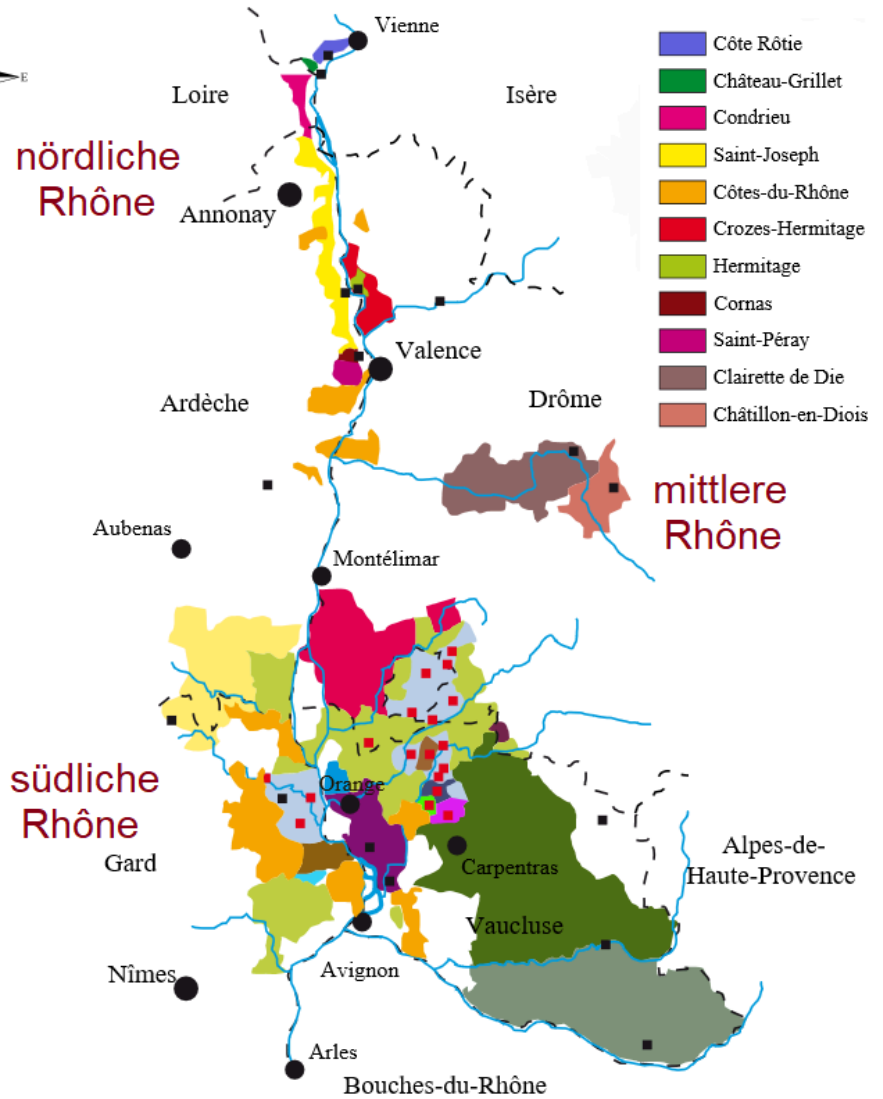 Vienne
E
Loire
Isère
nördliche
Rhône
Annonay
Valence
Ardèche
Drôme
mittlere
Rhône
Aubenas
Montélimar
südliche
Rhône
Orange
Gard
Carpentras
Alpes-de-
Haute-Provence
Vaucluse
Avignon
Nîmes
Arles
Bouches-du-Rhône
Côte Rôtie
Château-Grillet
Condrieu
Saint-Joseph
Côtes-du-Rhône
Crozes-Hermitage
Hermitage
Cornas
Saint-Péray
Clairette de Die
Châtillon-en-Diois